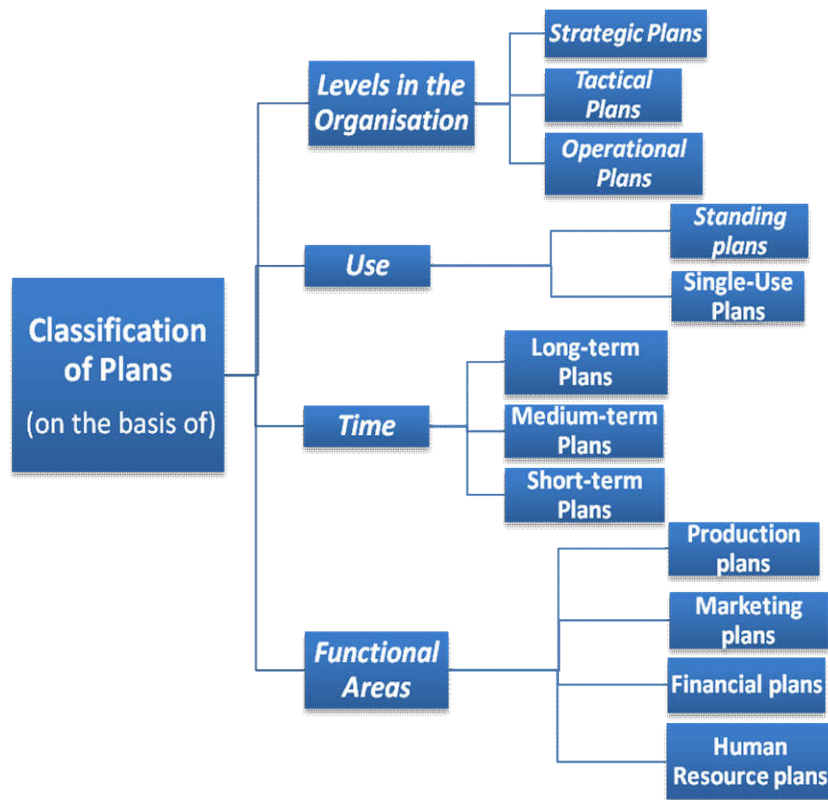 Classification
of Plans
(on the basis of)
Levels in the
Organisation
Strategic Plans
Tactical
Plans
Operational
Plans
Use
Standing
plans
Single-Use
Plans
Time
Long-term
Plans
Medium-term
Plans
Short-term
Plans
Functional
Areas
Production
plans
Marketing
plans
Financial plans
Human
Resource plans